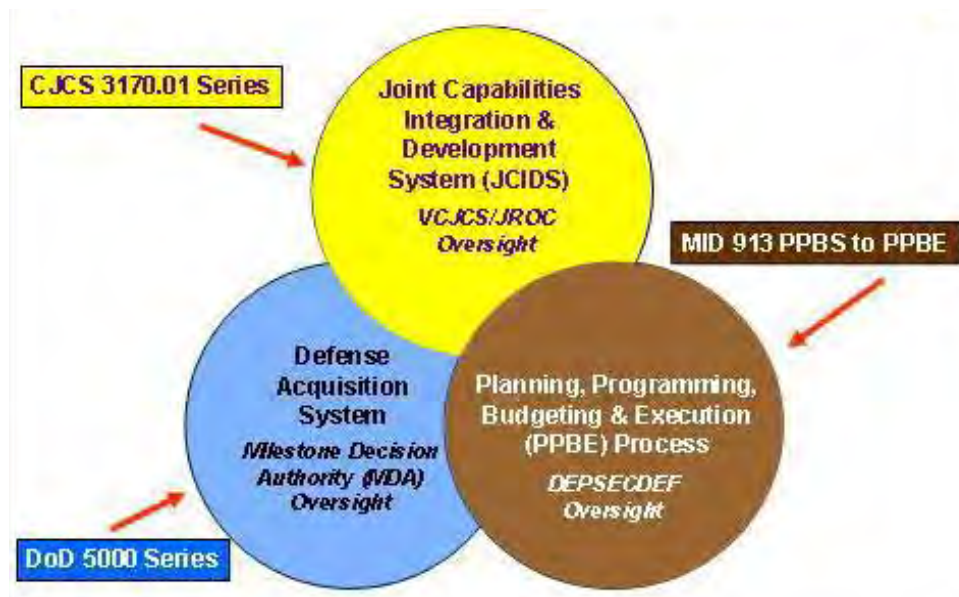 CJCS 3170.01 Series
Joint Capabilities
Integration &
Development
System (JCIDS)
VCJCS/JROC
Oversight
MID 913 PPBS to PPBE
Defense
Acquisition
System
Milestone Decision
Authority (MDA)
Oversight
Planning, Programming,
Budgeting & Execution
(PPBE) Process
DEPSECDEF
Oversight
DoD 5000 Series